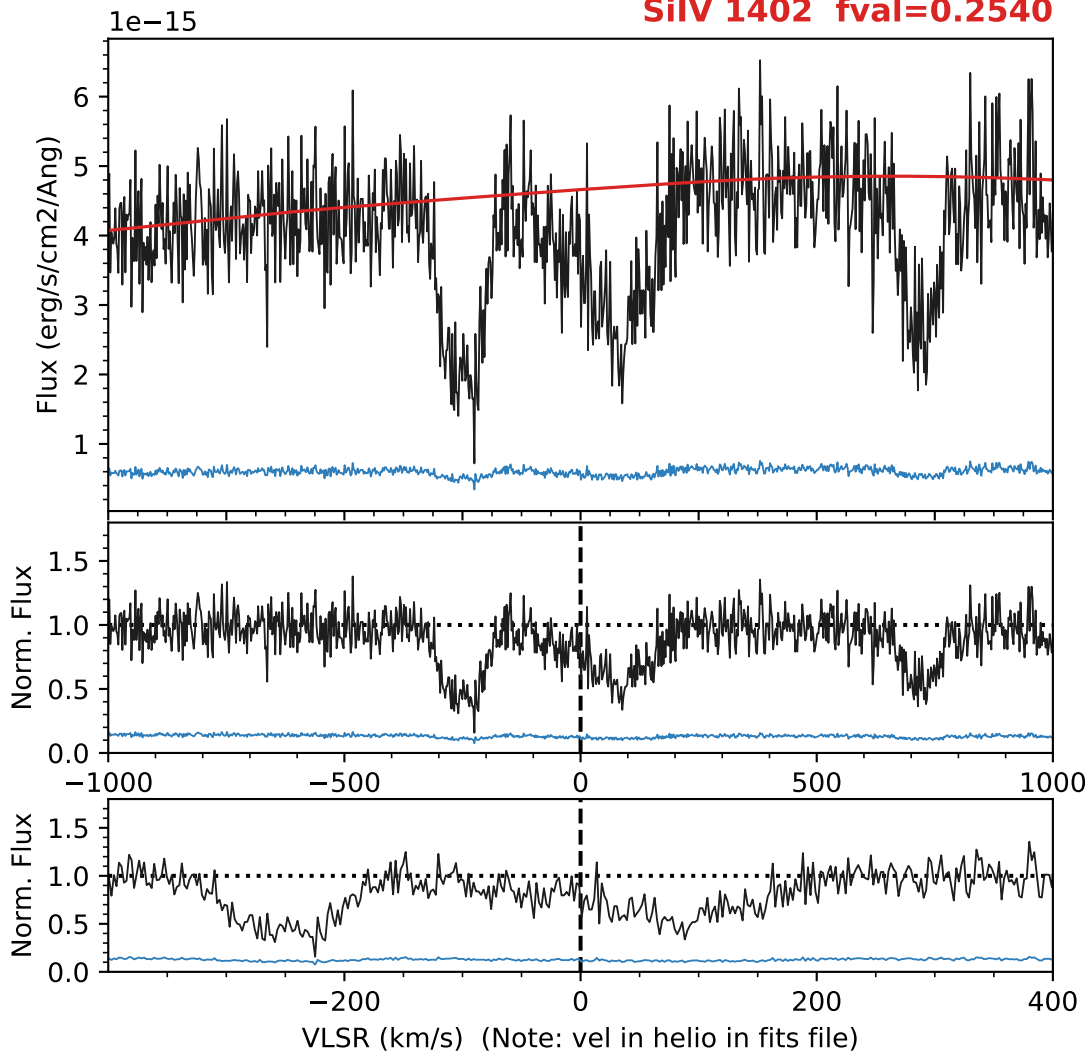 1e−15
SiIV 1402 fval=0.2540
Flux (erg/s/cm2/Ang)
6
5
4
3
2
1
Norm. Flux
1.5
1.0
0.5
0.0
−1000 −500 0 500 1000
Norm. Flux
1.5
1.0
0.5
0.0
−200 0 200 400
VLSR (km/s) (Note: vel in helio in fits file)